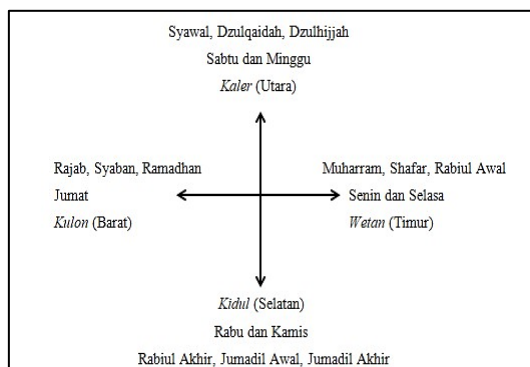 Syawal, Dzulqaidah, Dzulhijjah
Sabtu dan Minggu
Kaler (Utara)
Rajab, Syaban, Ramadhan
Jumat
Kulon (Barat)
Muharram, Shafar, Rabiul Awal
Senin dan Selasa
Wetan (Timur)
Kidul (Selatan)
Rabu dan Kamis
Rabiul Akhir, Jumadil Awal, Jumadil Akhir